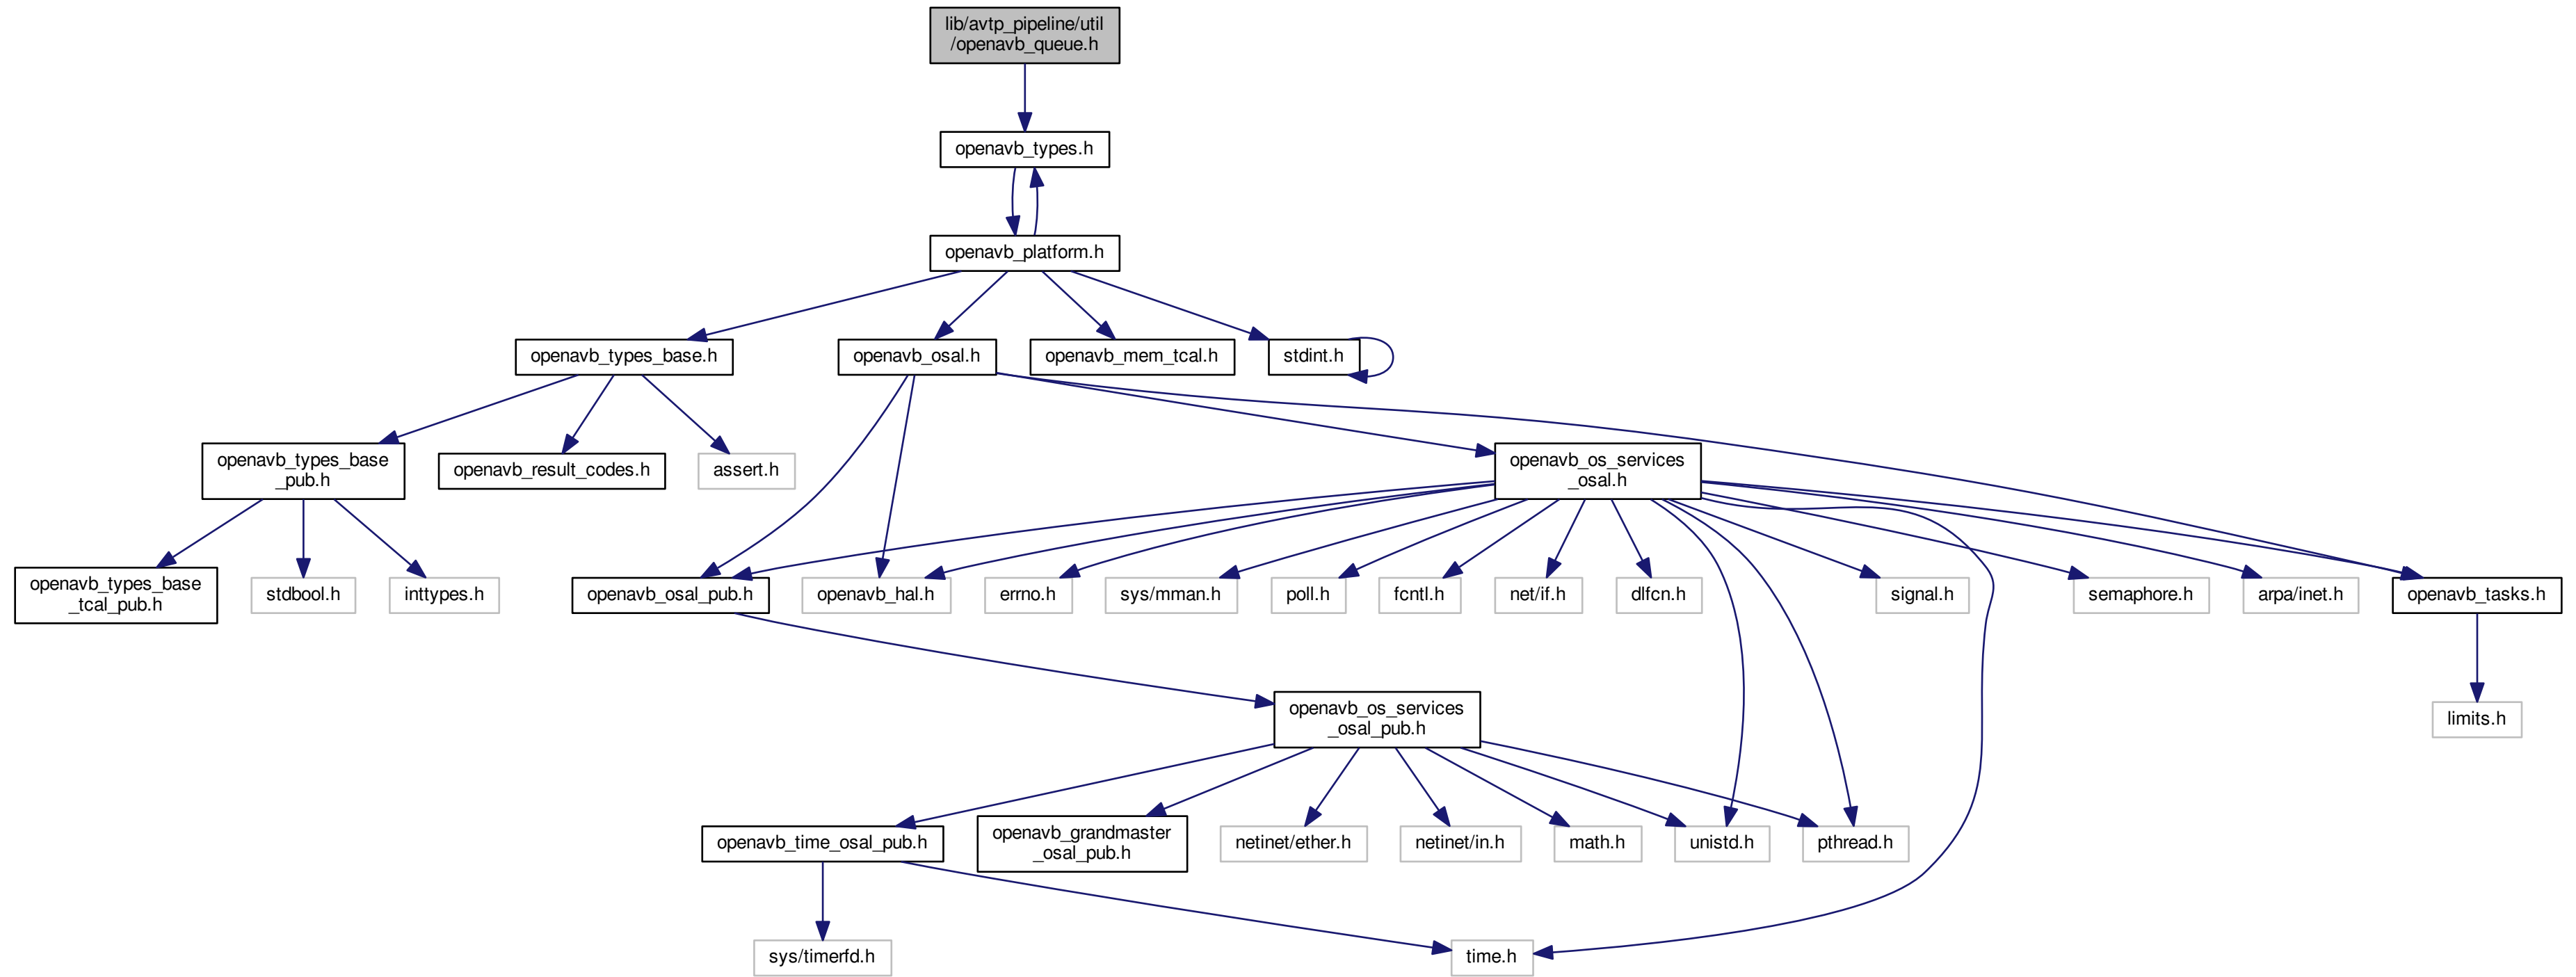 lib/avtp_pipeline/util
/openavb_queue.h
openavb_types.h
openavb_platform.h
openavb_types_base.h
openavb_osal.h
openavb_mem_tcal.h
stdint.h
openavb_types_base
_pub.h
openavb_result_codes.h
assert.h
openavb_os_services
_osal.h
openavb_types_base
_tcal_pub.h
stdbool.h
inttypes.h
openavb_osal_pub.h
openavb_hal.h
errno.h
sys/mman.h
poll.h
fcntl.h
net/if.h
dlfcn.h
signal.h
semaphore.h
arpa/inet.h
openavb_tasks.h
openavb_os_services
_osal_pub.h
limits.h
openavb_time_osal_pub.h
openavb_grandmaster
_osal_pub.h
netinet/ether.h
netinet/in.h
math.h
unistd.h
pthread.h
sys/timerfd.h
time.h